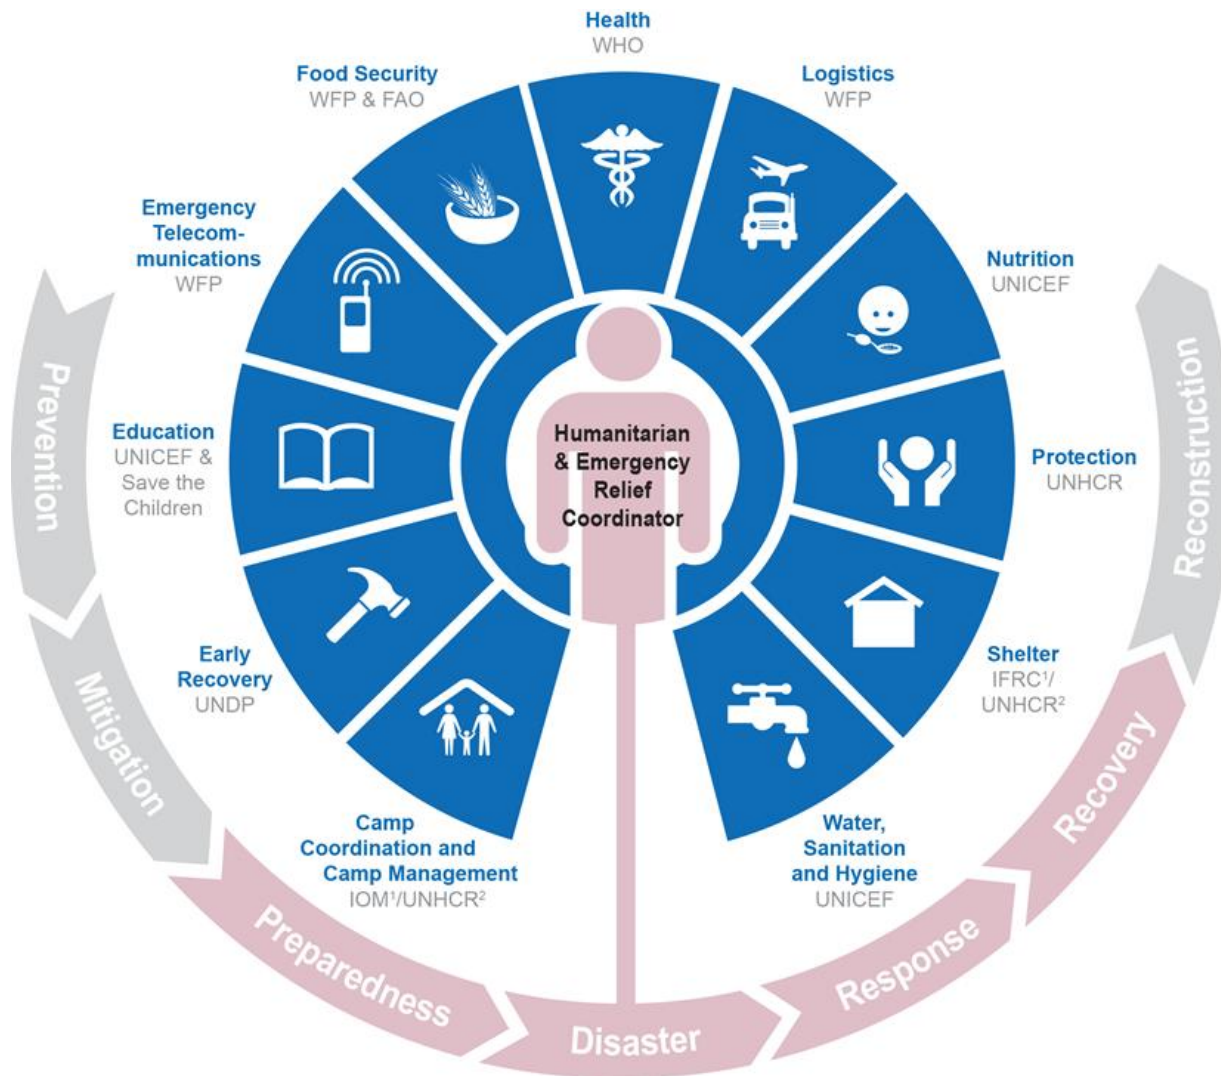 Health
WHO
Food Security
WFP & FAO
Logistics
WFP
Emergency
Telecom-
munications
WFP
Nutrition
UNICEF
Education
UNICEF &
Save the
Children
Protection
UNHCR
Humanitarian
& Emergency
Relief
Coordinator
Early
Recovery
UNDP
Shelter
IFRC¹/
UNHCR²
Camp
Coordination and
Camp Management
IOM¹/UNHCR²
Water,
Sanitation
and Hygiene
UNICEF
Prevention
Mitigation
Preparedness
Disaster
Response
Recovery
Reconstruction